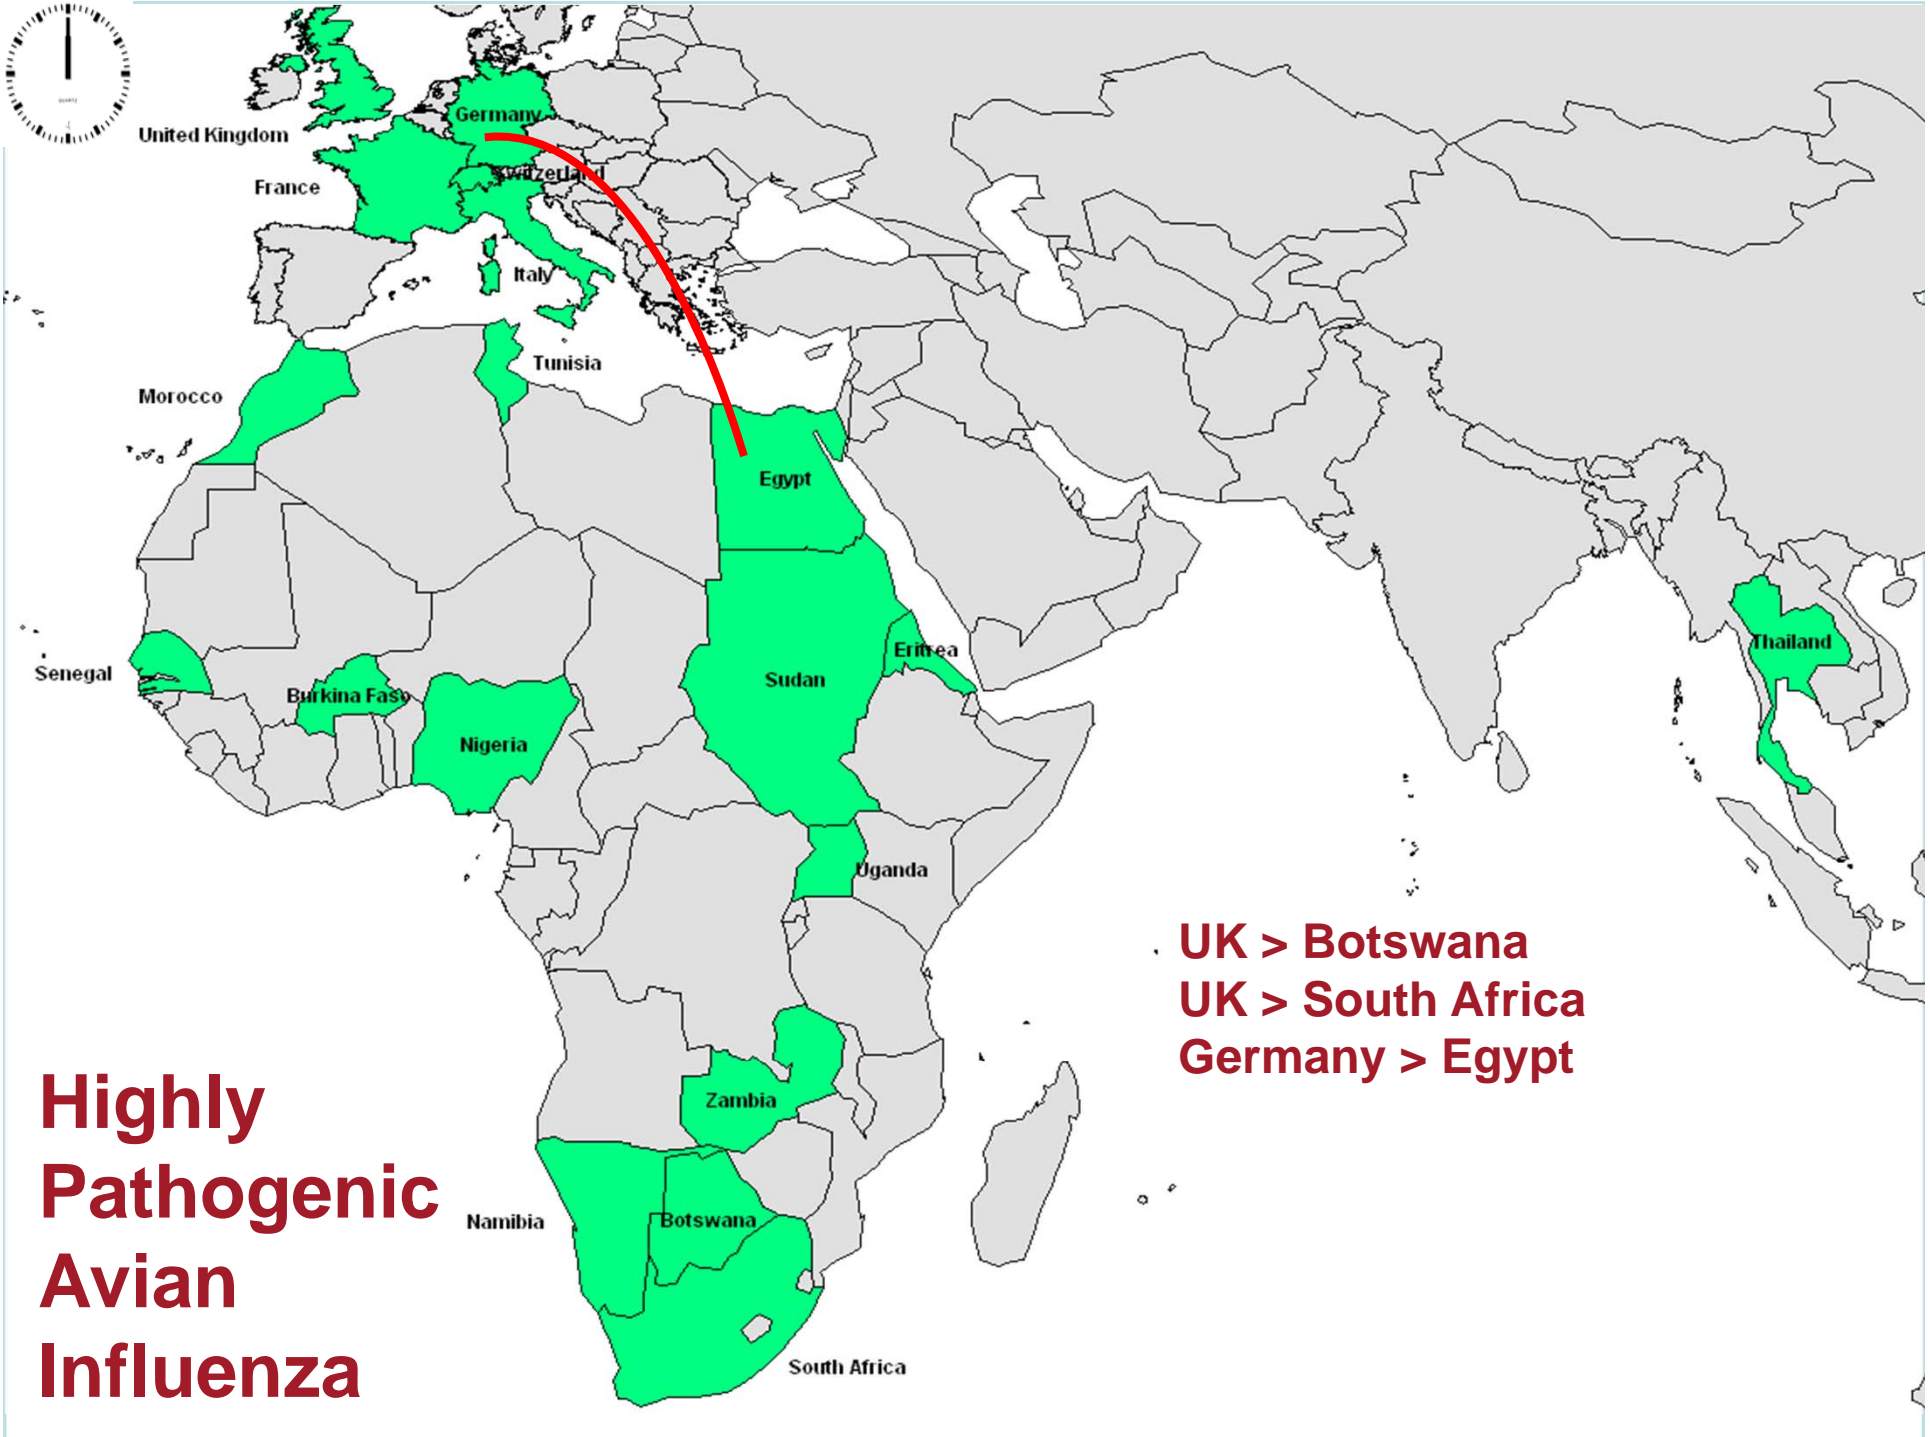 Germany
United Kingdom
Switzerland
France
Italy
Tunisia
Morocco
Egypt
Eritrea
Thailand
Senegal
Sudan
Burkina Faso
Nigeria
Uganda
UK > Botswana
UK > South Africa
Germany > Egypt
Zambia
Highly
Pathogenic
Avian
Influenza
Namibia
Botswana
South Africa